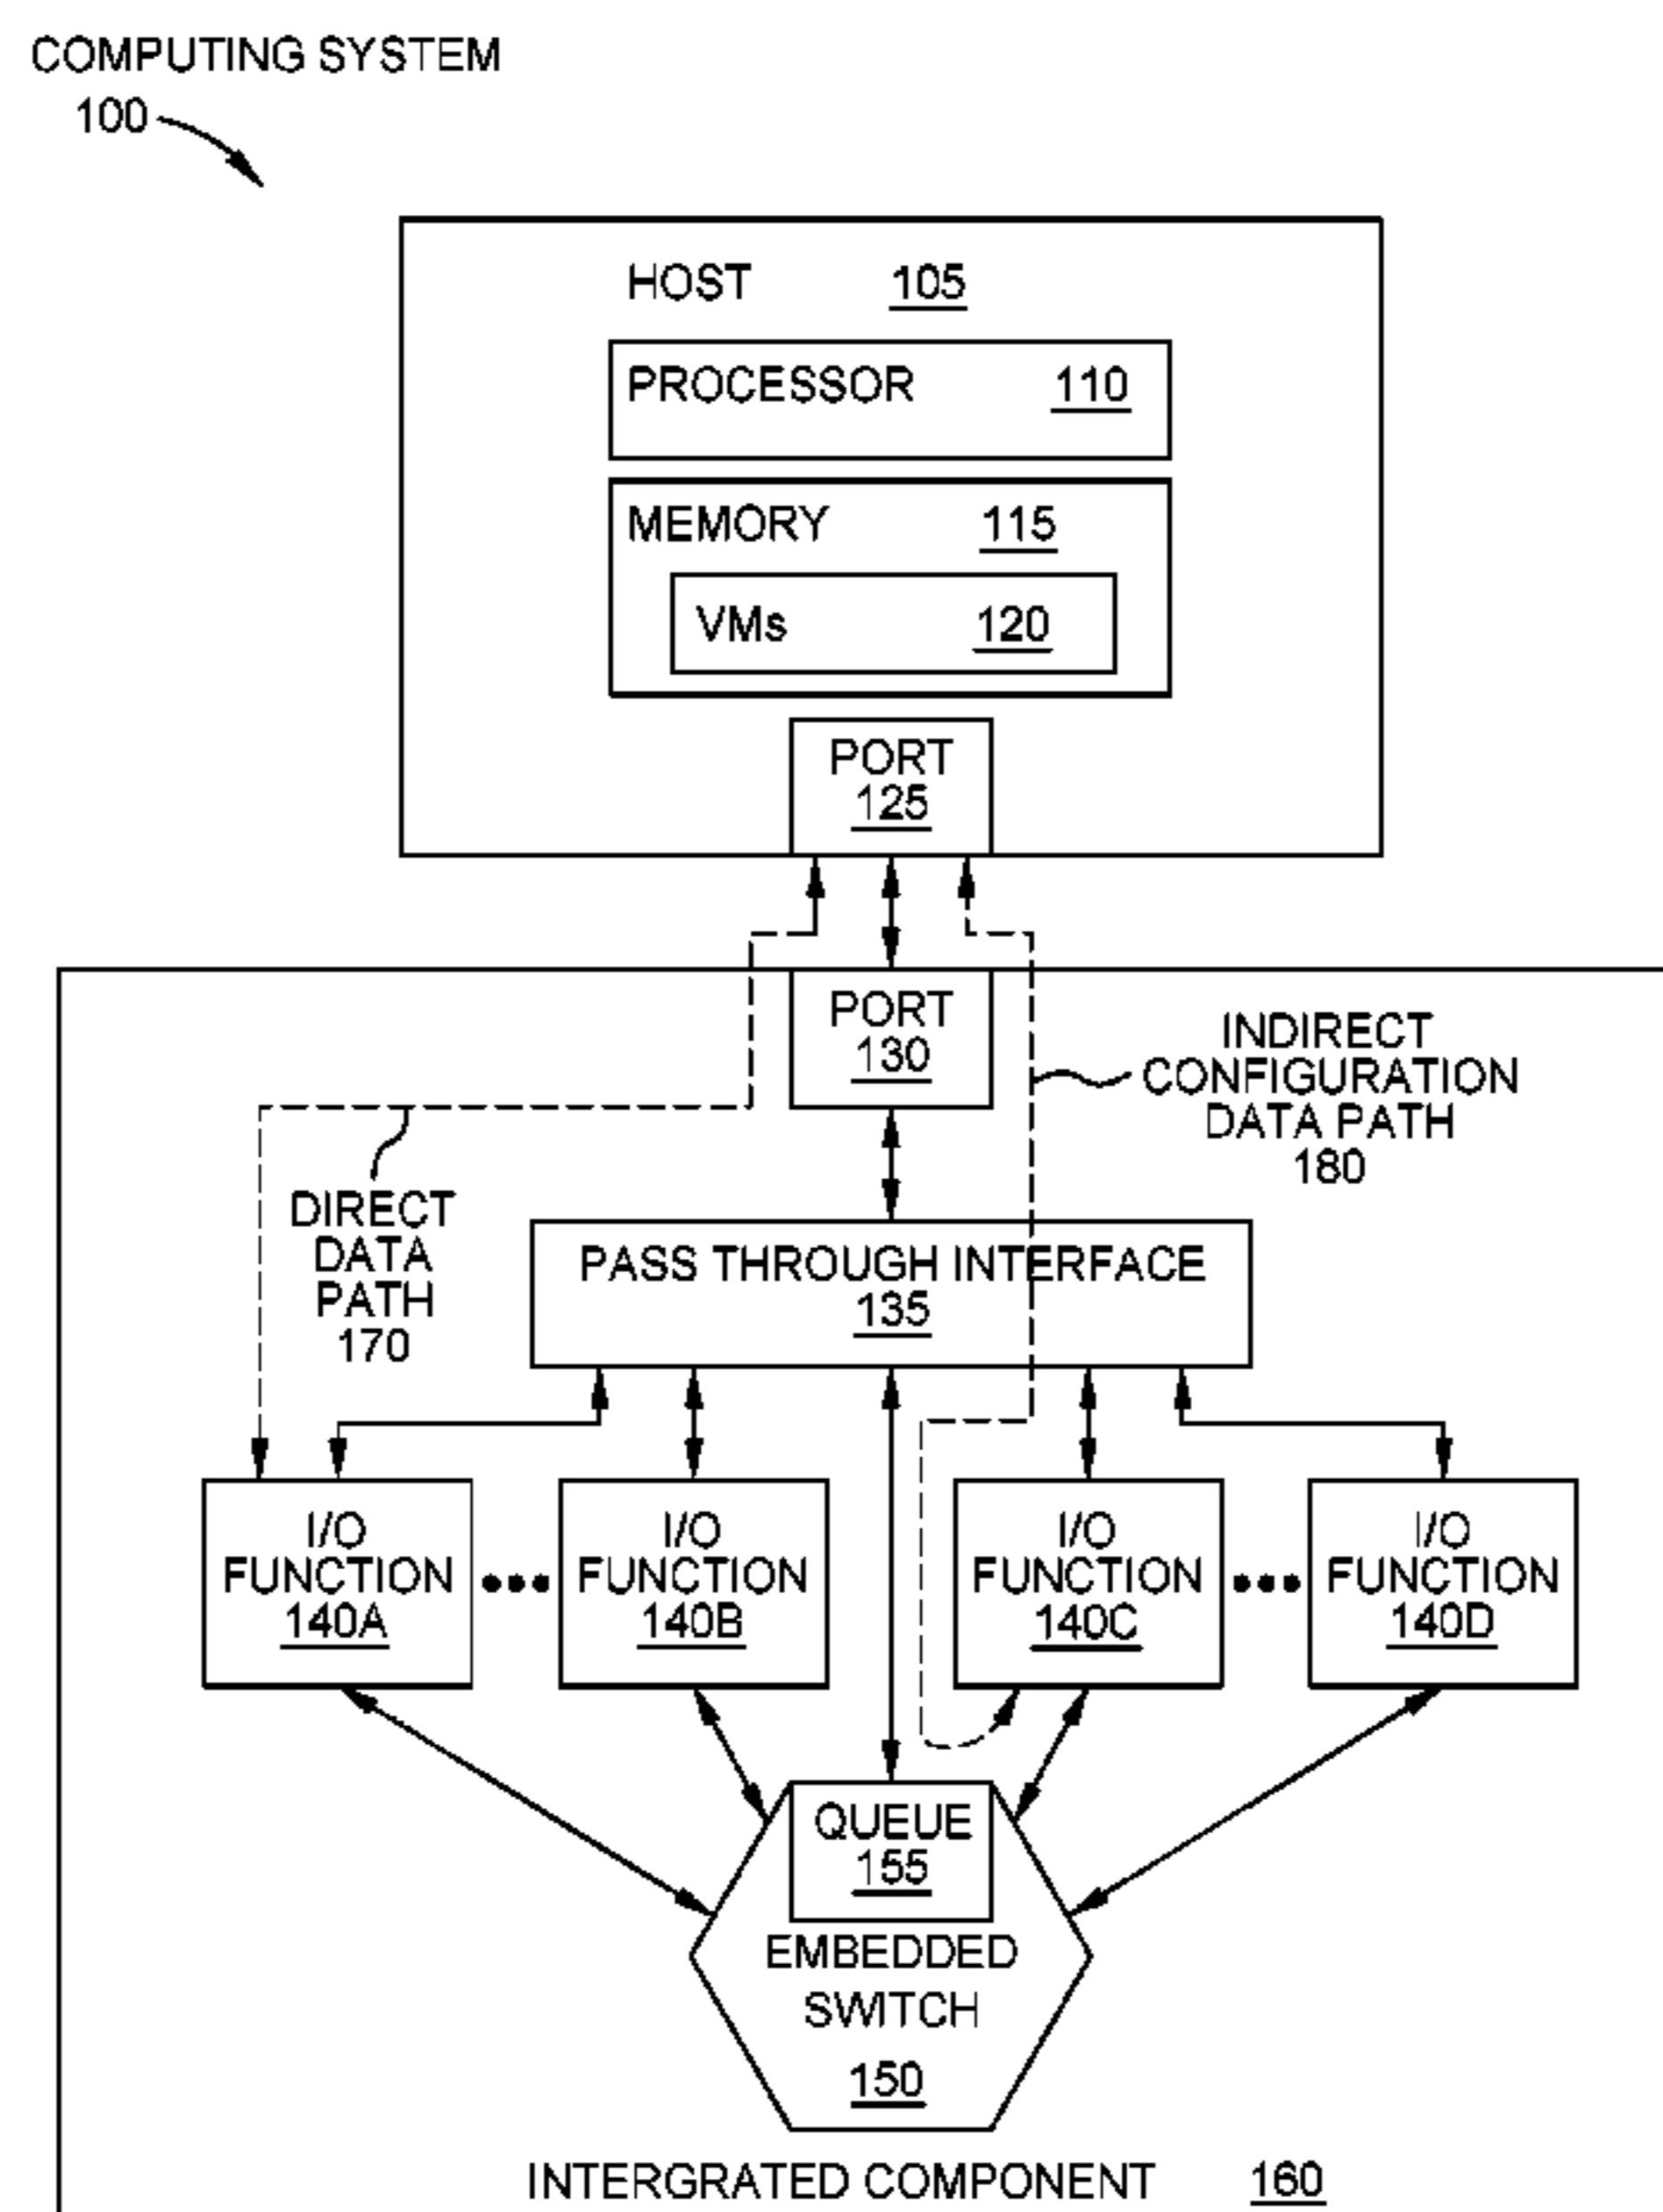 COMPUTING SYSTEM
100
HOST 105
PROCESSOR 110
MEMORY 115
VMs 120
PORT
125
PORT
130
INDIRECT
CONFIGURATION
DATA PATH
180
DIRECT
DATA
PATH
170
PASS THROUGH INTERFACE
135
I/O
FUNCTION
140A
I/O
FUNCTION
140B
I/O
FUNCTION
140C
I/O
FUNCTION
140D
QUEUE
155
EMBEDDED
SWITCH
150
INTERGRATED COMPONENT 160